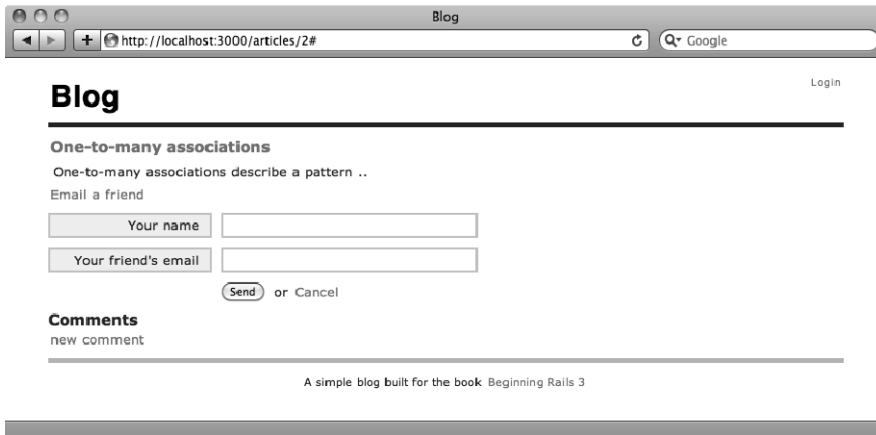 Blog
http://localhost:3000/articles/2#
Google
Login
Blog
One-to-many associations
One-to-many associations describe a pattern ..
Email a friend
Your name
Your friend's email
Send or Cancel
Comments
new comment
A simple blog built for the book Beginning Rails 3